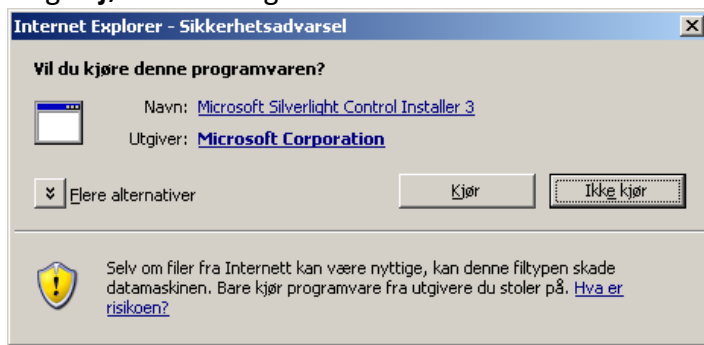 Internet Explorer - Sikkerhetsadvarsel
Vil du kjøre denne programvaren?
Navn: Microsoft Silverlight Control Installer 3
Utgiver: Microsoft Corporation
Flere alternativer
Kjør
Ikke kjør
Selv om filer fra Internett kan være nyttige, kan denne filtypen skade
datamaskinen. Bare kjør programvare fra utgivere du stoler på. Hva er
risikoen?